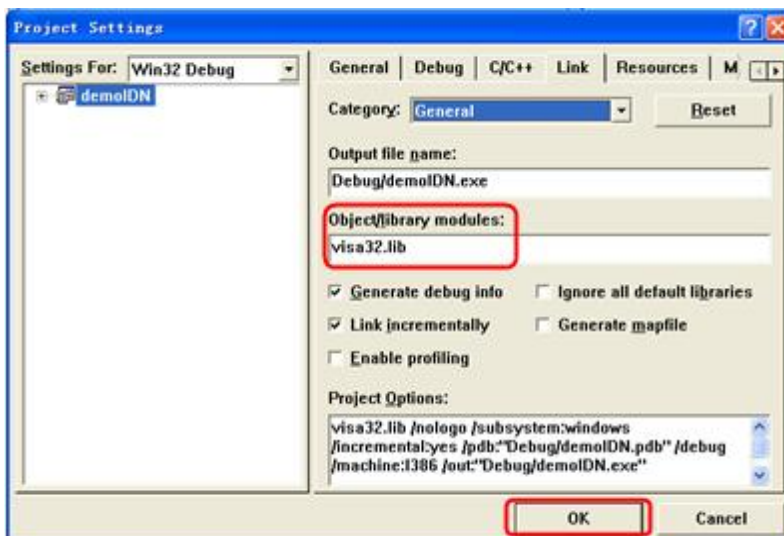 Project Settings
Settings For: Win32 Debug
demoIDN
General Debug C/C++ Link Resources M
Category: General Reset
Output file name:
Debug/demoIDN.exe
Object/library modules:
visa32.lib
Generate debug info Ignore all default libraries
Link incrementally Generate mapfile
Enable profiling
Project Options:
visa32.lib /nologo /subsystem:windows
/incremental:yes /pdb:"Debug/demoIDN.pdb" /debug
/machine:I386 /out:"Debug/demoIDN.exe"
OK Cancel